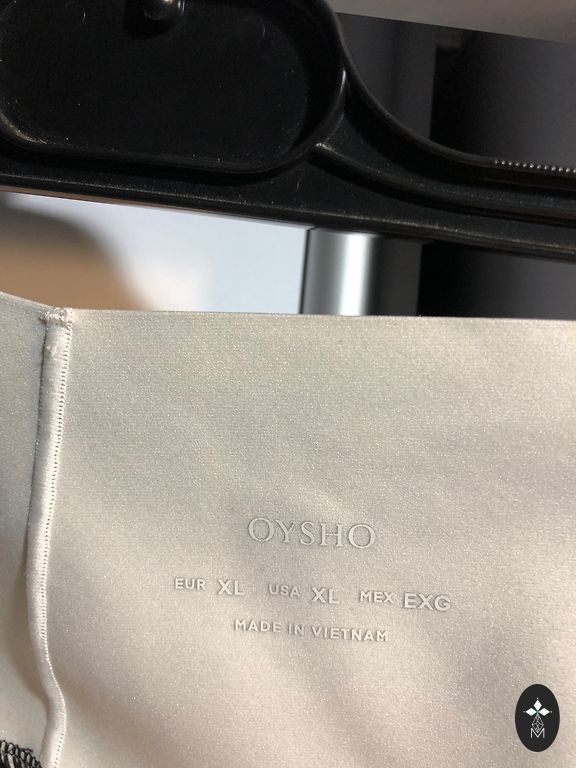 OYSHO
EUR XL USA XL MEX EXG
MADE IN VIETNAM
M